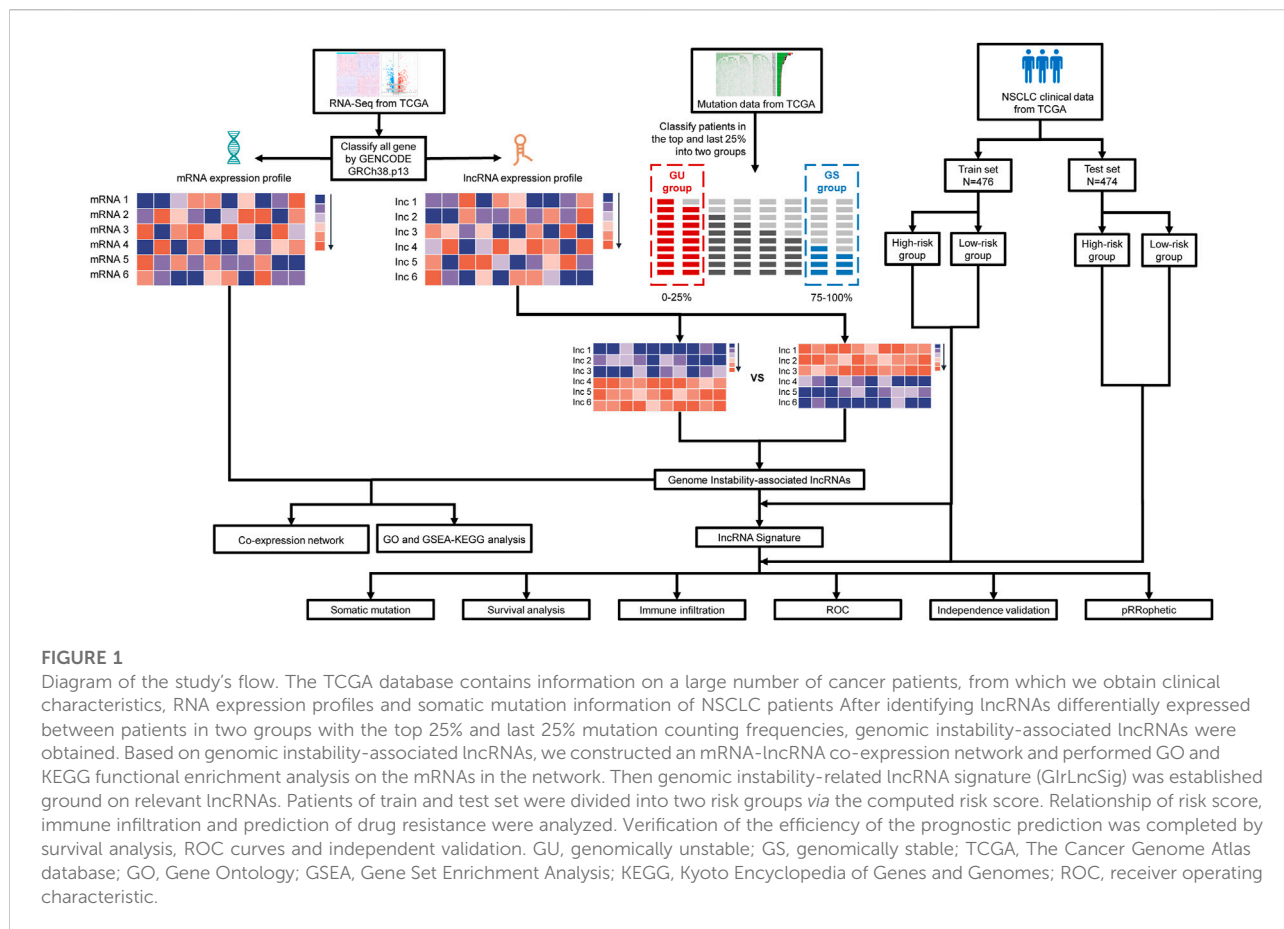 RNA-Seq from TCGA
Mutation data from TCGA
NSCLC clinical data
from TCGA
Classify all gene
by GENCODE
GRCh38.p13
Classify patients in
the top and last 25%
into two groups
mRNA expression profile
lncRNA expression profile
mRNA 1
mRNA 2
mRNA 3
mRNA 4
mRNA 5
mRNA 6
lnc 1
lnc 2
lnc 3
lnc 4
lnc 5
lnc 6
GU
group
GS
group
0-25%
75-100%
Train set
N=476
Test set
N=474
High-risk
group
Low-risk
group
High-risk
group
Low-risk
group
lnc 1
lnc 2
lnc 3
lnc 4
lnc 5
lnc 6
VS
lnc 1
lnc 2
lnc 3
lnc 4
lnc 5
lnc 6
Genome Instability-associated lncRNAs
Co-expression network
GO and GSEA-KEGG analysis
lncRNA Signature
Somatic mutation
Survival analysis
Immune infiltration
ROC
Independence validation
pRRophetic
FIGURE 1
Diagram of the study's flow. The TCGA database contains information on a large number of cancer patients, from which we obtain clinical
characteristics, RNA expression profiles and somatic mutation information of NSCLC patients After identifying lncRNAs differentially expressed
between patients in two groups with the top 25% and last 25% mutation counting frequencies, genomic instability-associated lncRNAs were
obtained. Based on genomic instability-associated lncRNAs, we constructed an mRNA-lncRNA co-expression network and performed GO and
KEGG functional enrichment analysis on the mRNAs in the network. Then genomic instability-related lncRNA signature (GIrLncSig) was established
ground on relevant lncRNAs. Patients of train and test set were divided into two risk groups via the computed risk score. Relationship of risk score,
immune infiltration and prediction of drug resistance were analyzed. Verification of the efficiency of the prognostic prediction was completed by
survival analysis, ROC curves and independent validation. GU, genomically unstable; GS, genomically stable; TCGA, The Cancer Genome Atlas
database; GO, Gene Ontology; GSEA, Gene Set Enrichment Analysis; KEGG, Kyoto Encyclopedia of Genes and Genomes; ROC, receiver operating
characteristic.